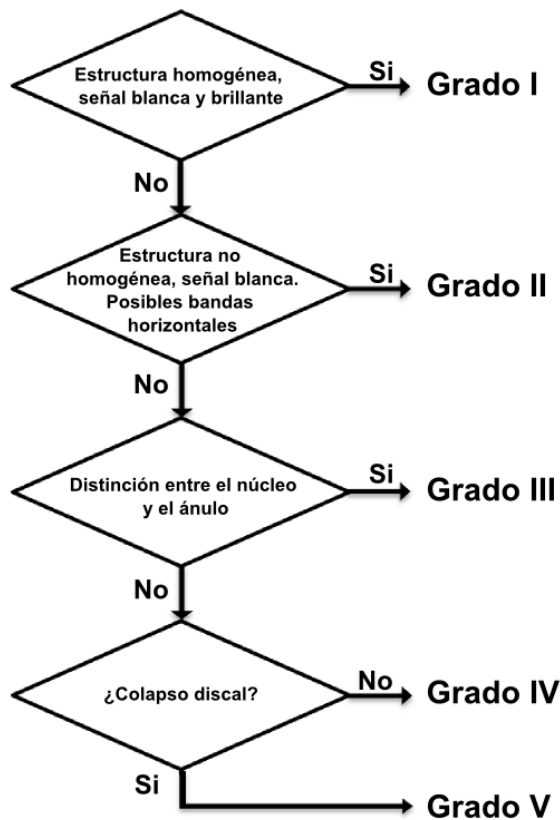 Estructura homogénea,
señal blanca y brillante
Si
Grado I
No
Estructura no
homogénea, señal blanca.
Posibles bandas
horizontales
Si
Grado II
No
Distinción entre el núcleo
y el ánulo
Si
Grado III
No
¿Colapso discal?
No
Grado IV
Si
Grado V